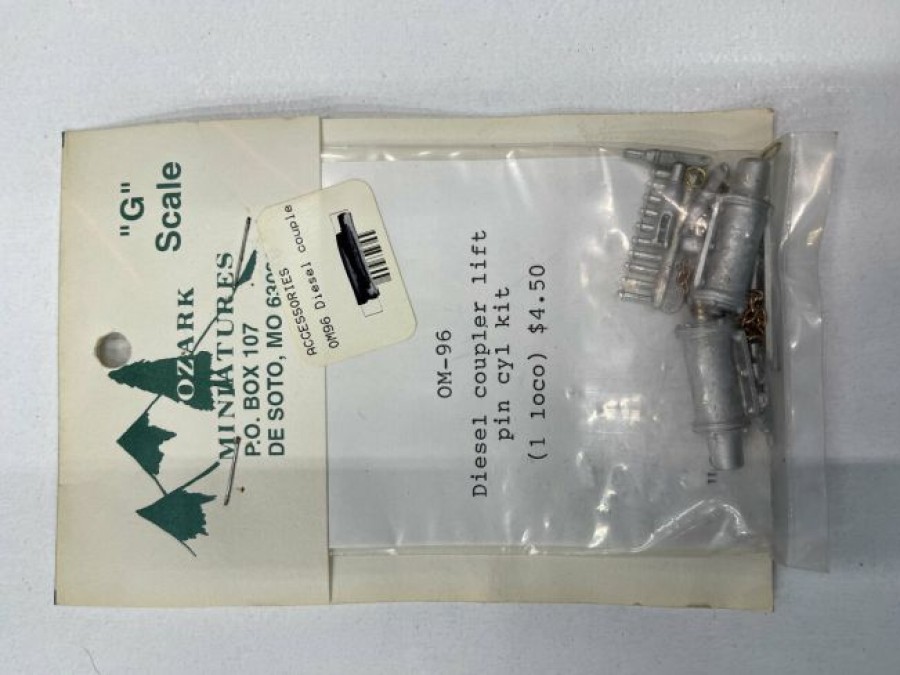 "G"
Scale
OZARK
MINIATURES
P.O. BOX 107
DE SOTO, MO
ACCESSORIES
OM96 Diesel couple
OM-96
Diesel coupler lift
pin cyl kit
(1 loco) $4.50